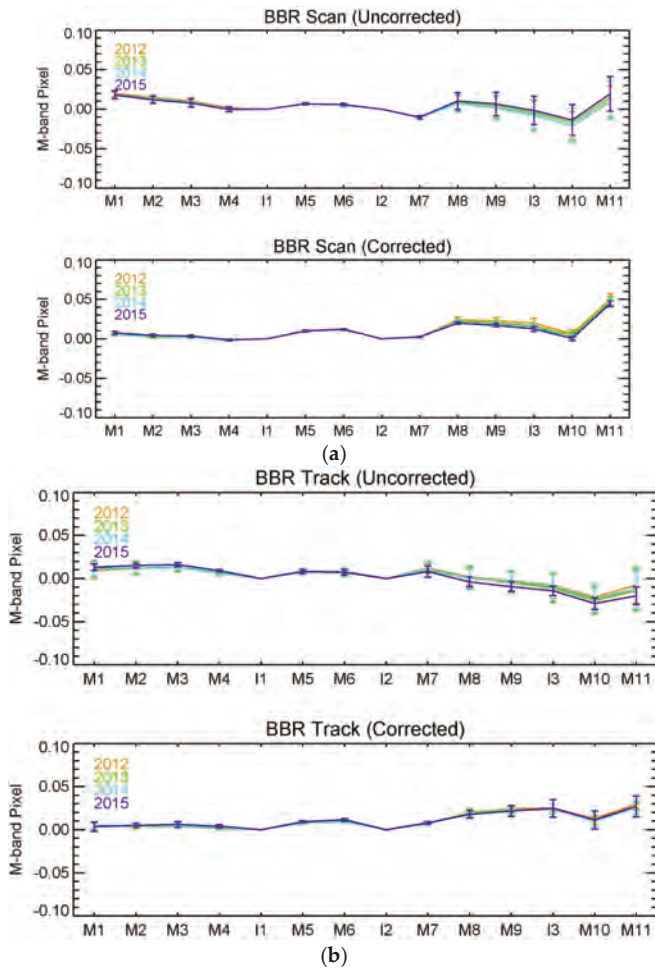 BBR Scan (Uncorrected)
0.10
0.05
0.00
-0.05
-0.10
M-band Pixel
2012
2013
2014
2015
M1 M2 M3 M4 I1 M5 M6 I2 M7 M8 M9 I3 M10 M11
BBR Scan (Corrected)
0.10
0.05
0.00
-0.05
-0.10
M-band Pixel
2012
2013
2014
2015
M1 M2 M3 M4 I1 M5 M6 I2 M7 M8 M9 I3 M10 M11
(a)
BBR Track (Uncorrected)
0.10
0.05
0.00
-0.05
-0.10
M-band Pixel
2012
2013
2014
2015
M1 M2 M3 M4 I1 M5 M6 I2 M7 M8 M9 I3 M10 M11
BBR Track (Corrected)
0.10
0.05
0.00
-0.05
-0.10
M-band Pixel
2012
2013
2014
2015
M1 M2 M3 M4 I1 M5 M6 I2 M7 M8 M9 I3 M10 M11
(b)